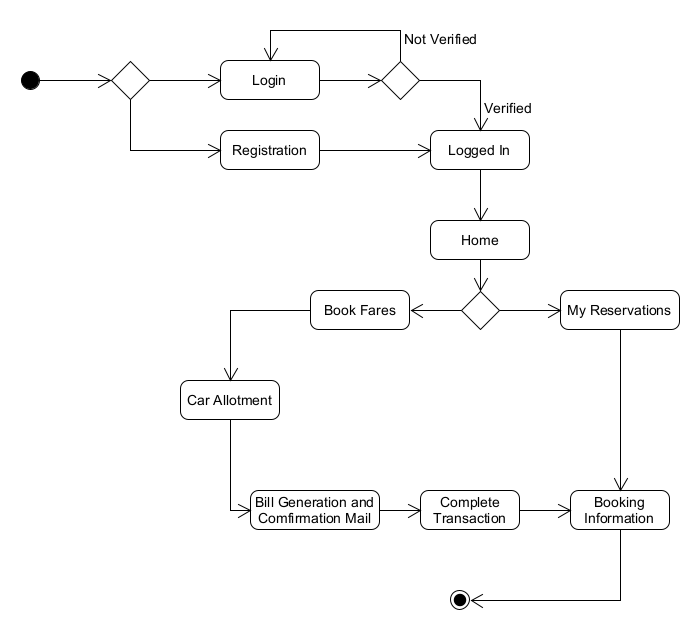 Not Verified
Login
Verified
Registration
Logged In
Home
Book Fares
My Reservations
Car Allotment
Bill Generation and
Comfirmation Mail
Complete
Transaction
Booking
Information